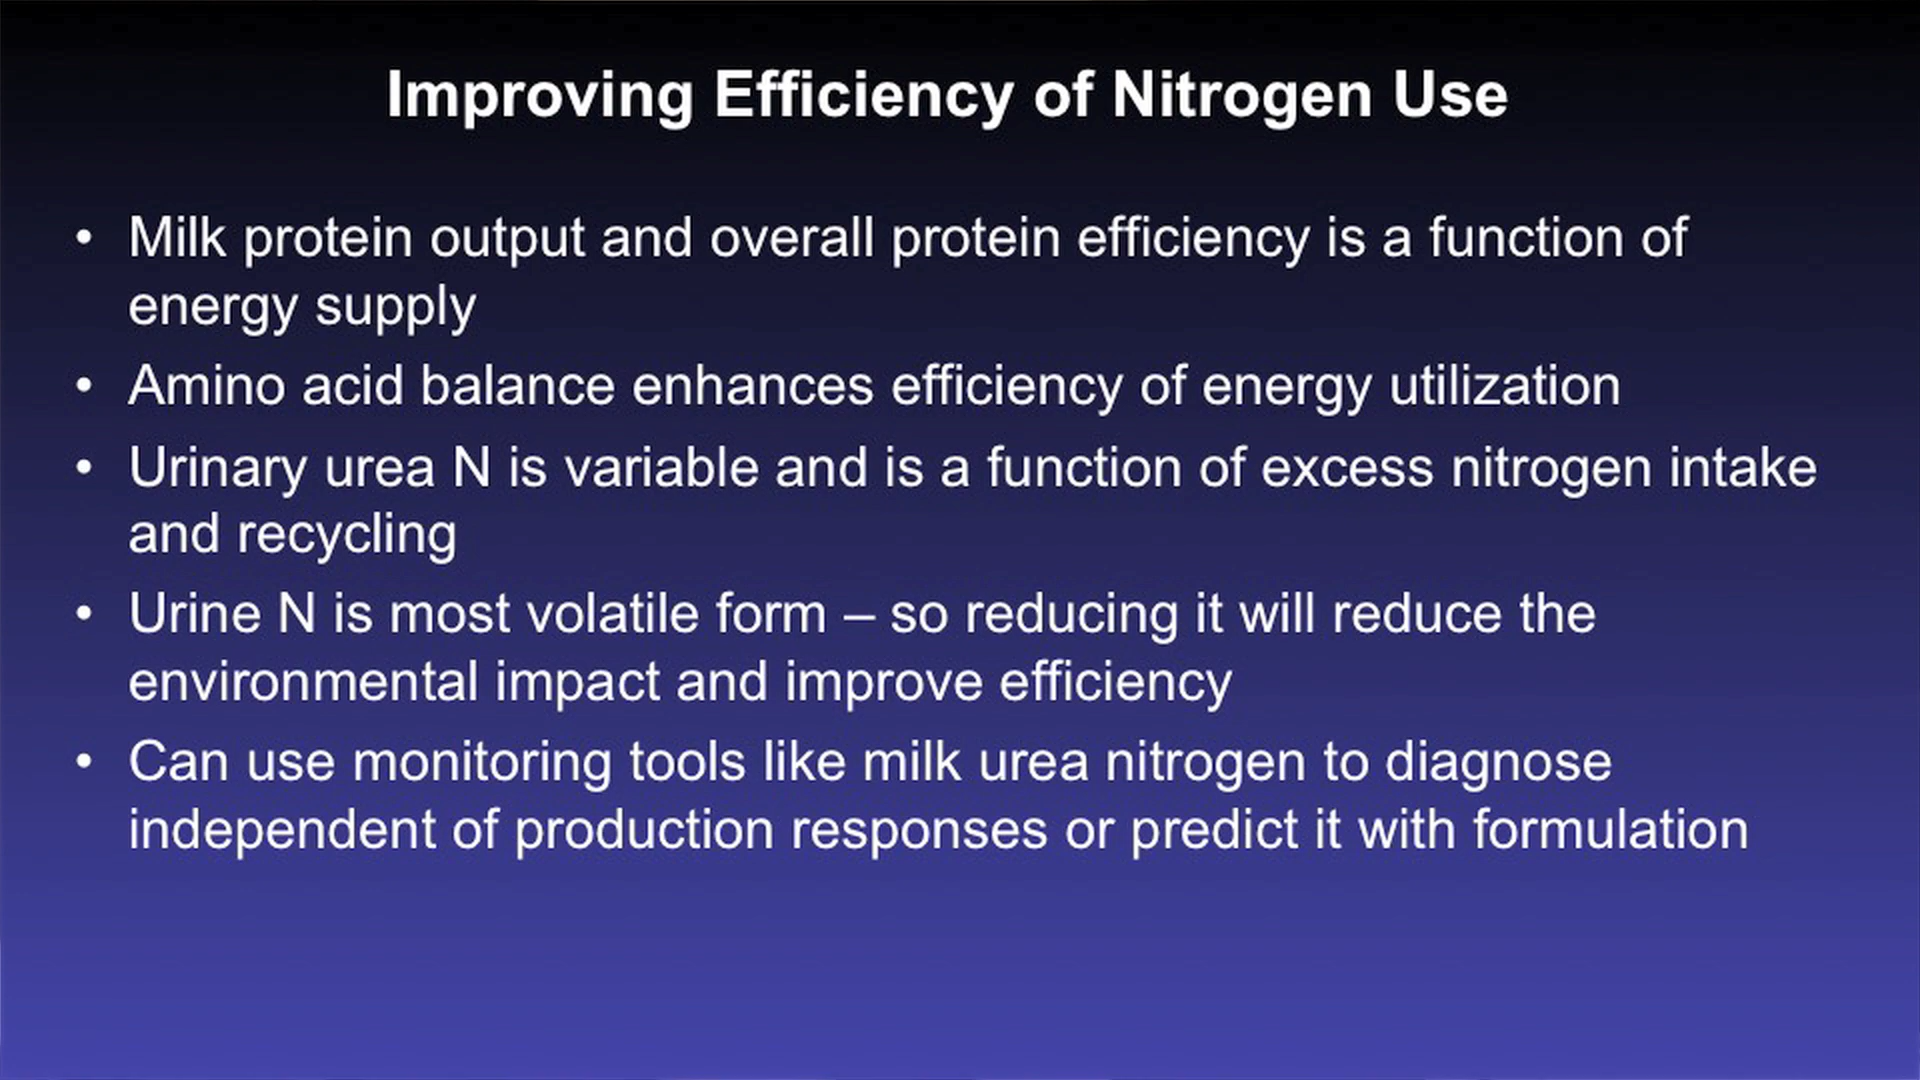 Improving Efficiency of Nitrogen Use
• Milk protein output and overall protein efficiency is a function of
energy supply
• Amino acid balance enhances efficiency of energy utilization
• Urinary urea N is variable and is a function of excess nitrogen intake
and recycling
• Urine N is most volatile form – so reducing it will reduce the
environmental impact and improve efficiency
• Can use monitoring tools like milk urea nitrogen to diagnose
independent of production responses or predict it with formulation